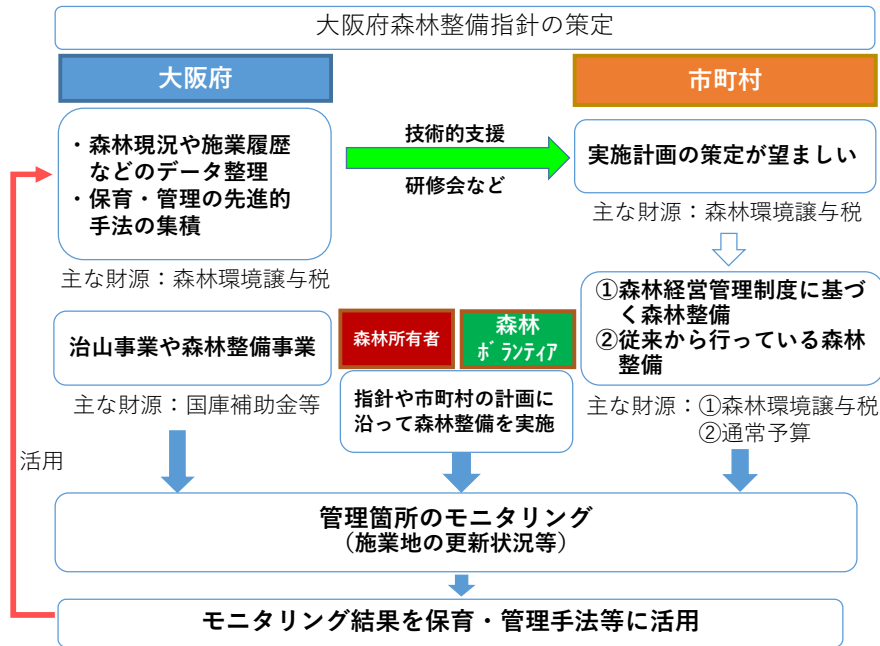 大阪府森林整備指針の策定
大阪府
市町村
・森林現況や施業履歴
などのデータ整理
・保育・管理の先進的
手法の集積
技術的支援
研修会など
実施計画の策定が望ましい
主な財源：森林環境譲与税
主な財源：森林環境譲与税
治山事業や森林整備事業
主な財源：国庫補助金等
森林所有者
森林
ﾎﾞﾗﾝﾃｨｱ
指針や市町村の計画に
沿って森林整備を実施
①森林経営管理制度に基づ
く森林整備
②従来から行っている森林
整備
主な財源：①森林環境譲与税
②通常予算
活用
管理箇所のモニタリング
（施業地の更新状況等）
モニタリング結果を保育・管理手法等に活用